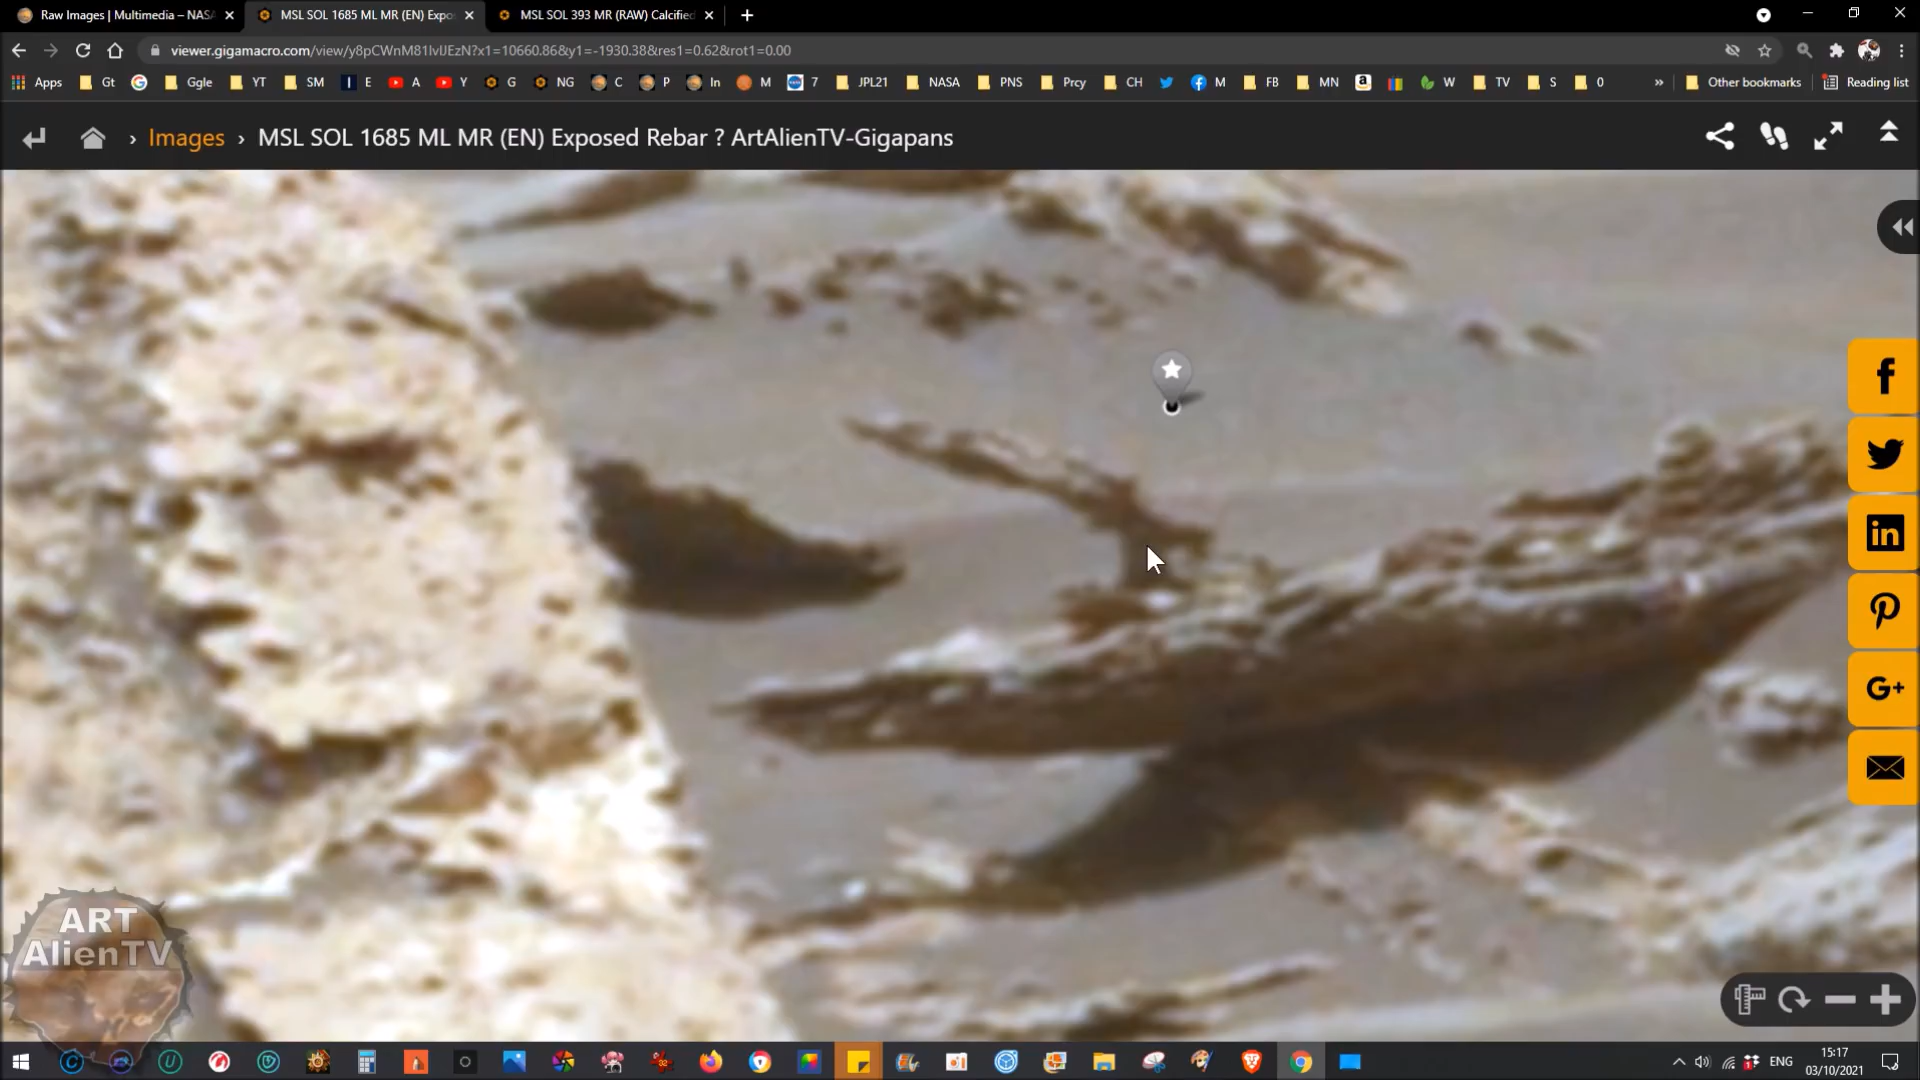 Raw Images | Multimedia – NAS
MSL SOL 1685 ML MR (EN) Expo
MSL SOL 393 MR (RAW) Calcified
viewer.gigamacro.com/view/y8pCWnM81IvlJEzN?x1=10660.86&y1=-1930.38&res1=0.62&rot1=0.00
Apps Gt Ggle YT SM E A Y G NG C P In M 7 JPL21 NASA PNS Prcy CH M FB MN W TV S 0 » Other bookmarks Reading list
› Images › MSL SOL 1685 ML MR (EN) Exposed Rebar ? ArtAlienTV-Gigapans
f
in
G+
ART
AlienTV
ENG
15:17
03/10/2021